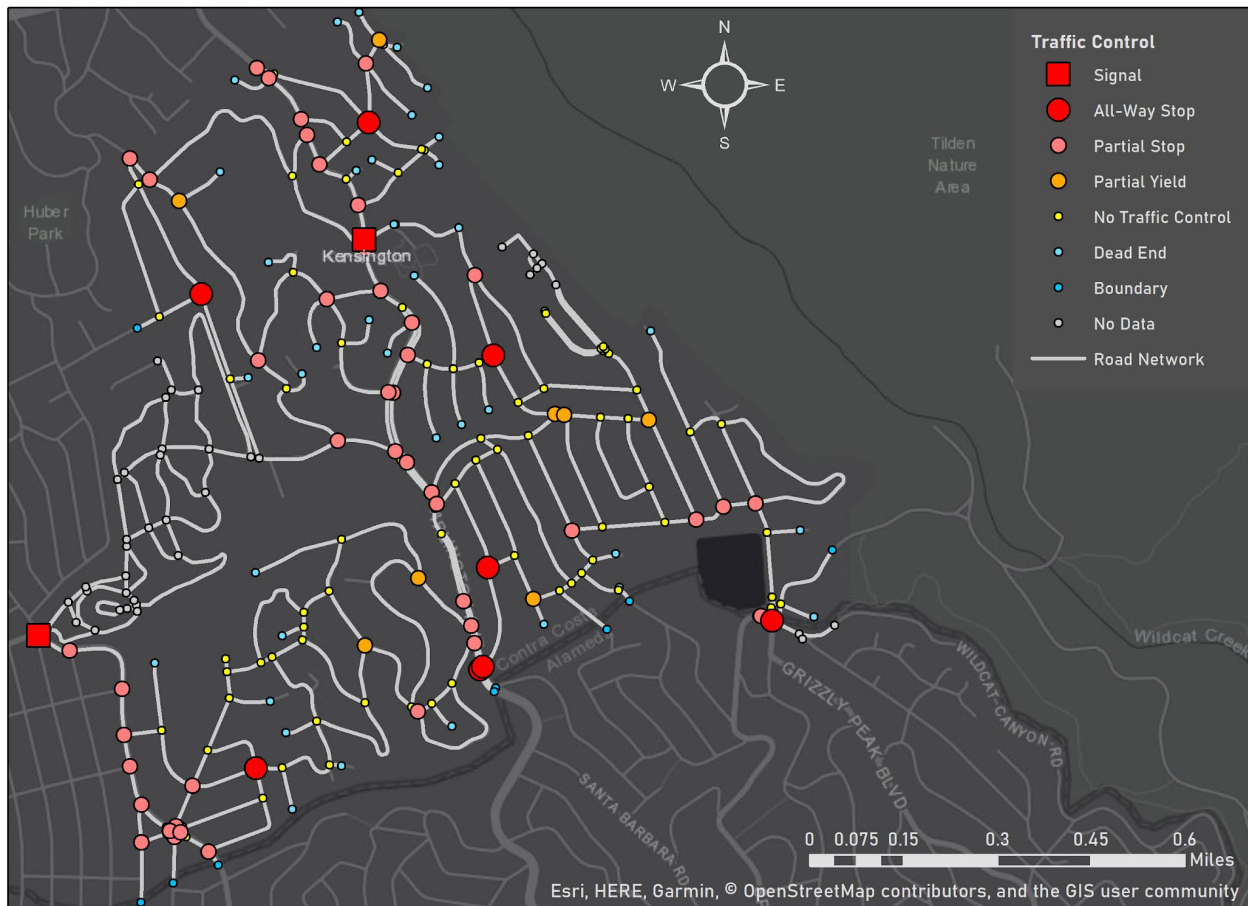 Traffic Control
Signal
All-Way Stop
Partial Stop
Partial Yield
No Traffic Control
Dead End
Boundary
No Data
Road Network
N
W
E
S
Tilden
Nature
Area
Huber
Park
Kensington
Contra Costa
Alameda
Wildcat Creek
WILDCAT CANYON RD
GRIZZLY PEAK BLVD
SANTA BARBARA RD
0 0.075 0.15 0.3 0.45 0.6
Miles
Esri, HERE, Garmin, © OpenStreetMap contributors, and the GIS user community